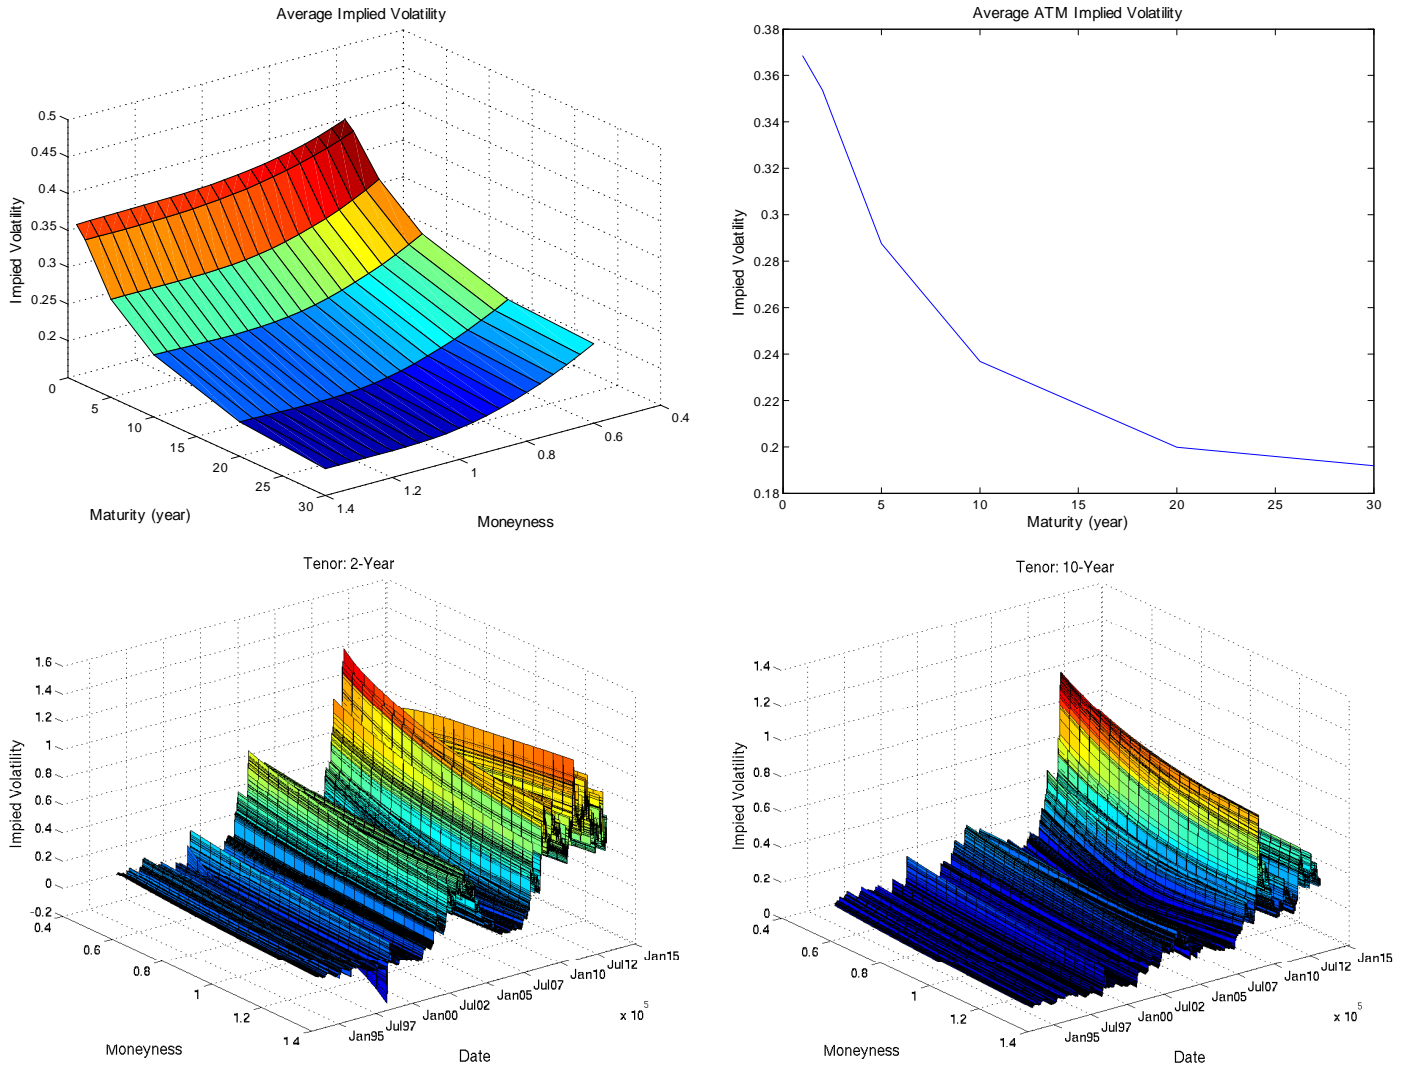 Average Implied Volatility
0.5
0.45
0.4
0.35
0.3
0.25
0.2
Impied Volatility
0
5
10
15
20
25
30
Maturity (year)
1.4
1.2
1
0.8
0.6
0.4
Moneyness
Average ATM Implied Volatility
0.38
0.36
0.34
0.32
0.3
0.28
0.26
0.24
0.22
0.2
0.18
Impied Volatility
0 5 10 15 20 25 30
Maturity (year)
Tenor: 2-Year
1.6
1.4
1.2
1
0.8
0.6
0.4
0.2
0
-0.2
Impied Volatility
0.4
0.6
0.8
1
1.2
1.4
Moneyness
Jan95
Jul97
Jan00
Jul02
Jan05
Jul07
Jan10
Jul12
Jan15
x 10 5
Date
Tenor: 10-Year
1.4
1.2
1
0.8
0.6
0.4
0.2
0
Impied Volatility
0.4
0.6
0.8
1
1.2
1.4
Moneyness
Jan95
Jul97
Jan00
Jul02
Jan05
Jul07
Jan10
Jul12
Jan15
x 10 5
Date